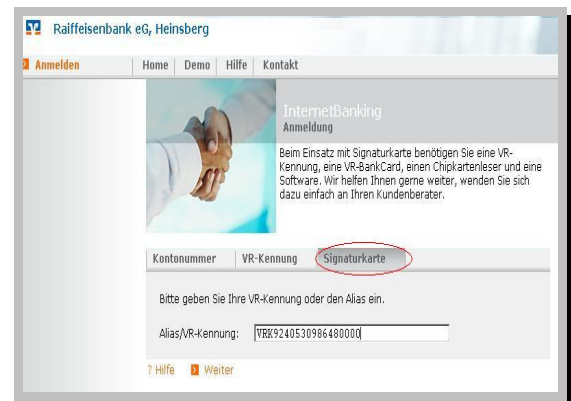 Raiffeisenbank eG, Heinsberg
Anmelden
Home Demo Hilfe Kontakt
InternetBanking
Anmeldung
Beim Einsatz mit Signaturkarte benötigen Sie eine VR-
Kennung, eine VR-BankCard, einen Chipkartenleser und eine
Software. Wir helfen Ihnen gerne weiter, wenden Sie sich
dazu einfach an Ihren Kundenberater.
Kontonummer VR-Kennung Signaturkarte
Bitte geben Sie Ihre VR-Kennung oder den Alias ein.
Alias/VR-Kennung: VRK9240530986480000
? Hilfe Weiter